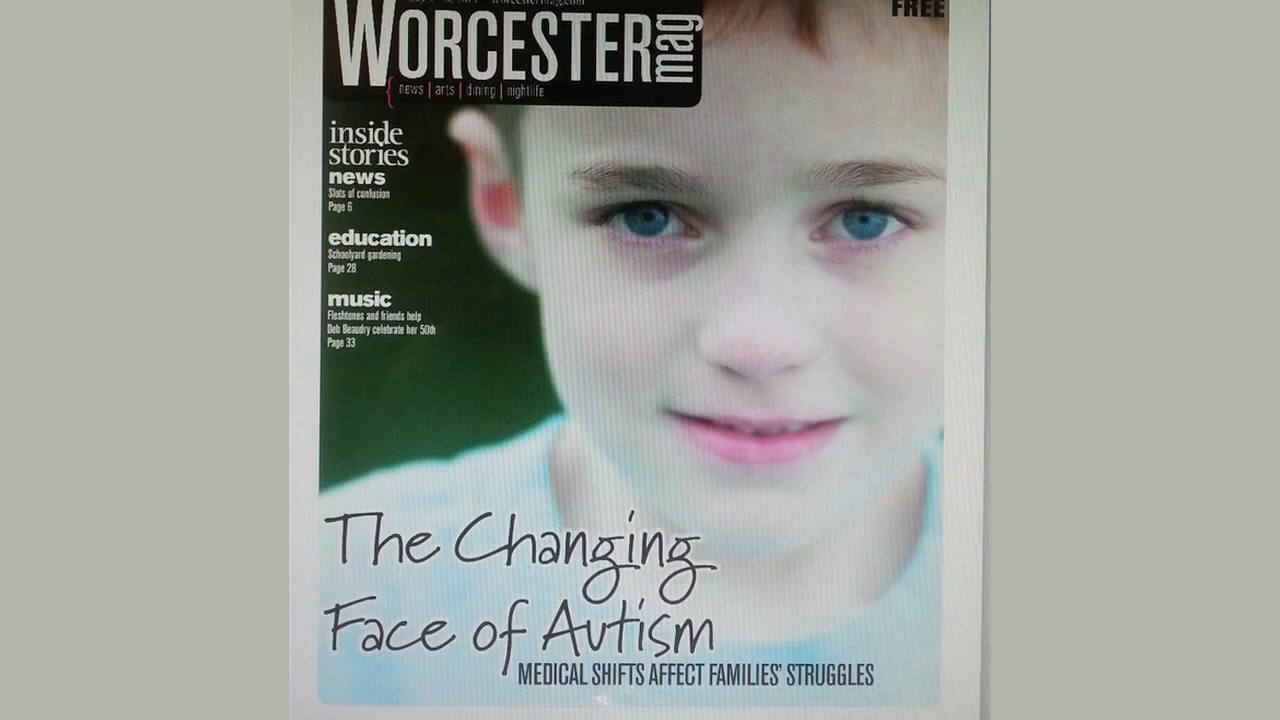 worcestermag.com
FREE
WORCESTER mag
{ news | arts | dining | nightlife
inside
stories
news
Slots of confusion
Page 6
education
Schoolyard gardening
Page 28
music
Fleshtones and friends help
Deb Beaudry celebrate her 50th
Page 33
The Changing
Face of Autism
MEDICAL SHIFTS AFFECT FAMILIES' STRUGGLES